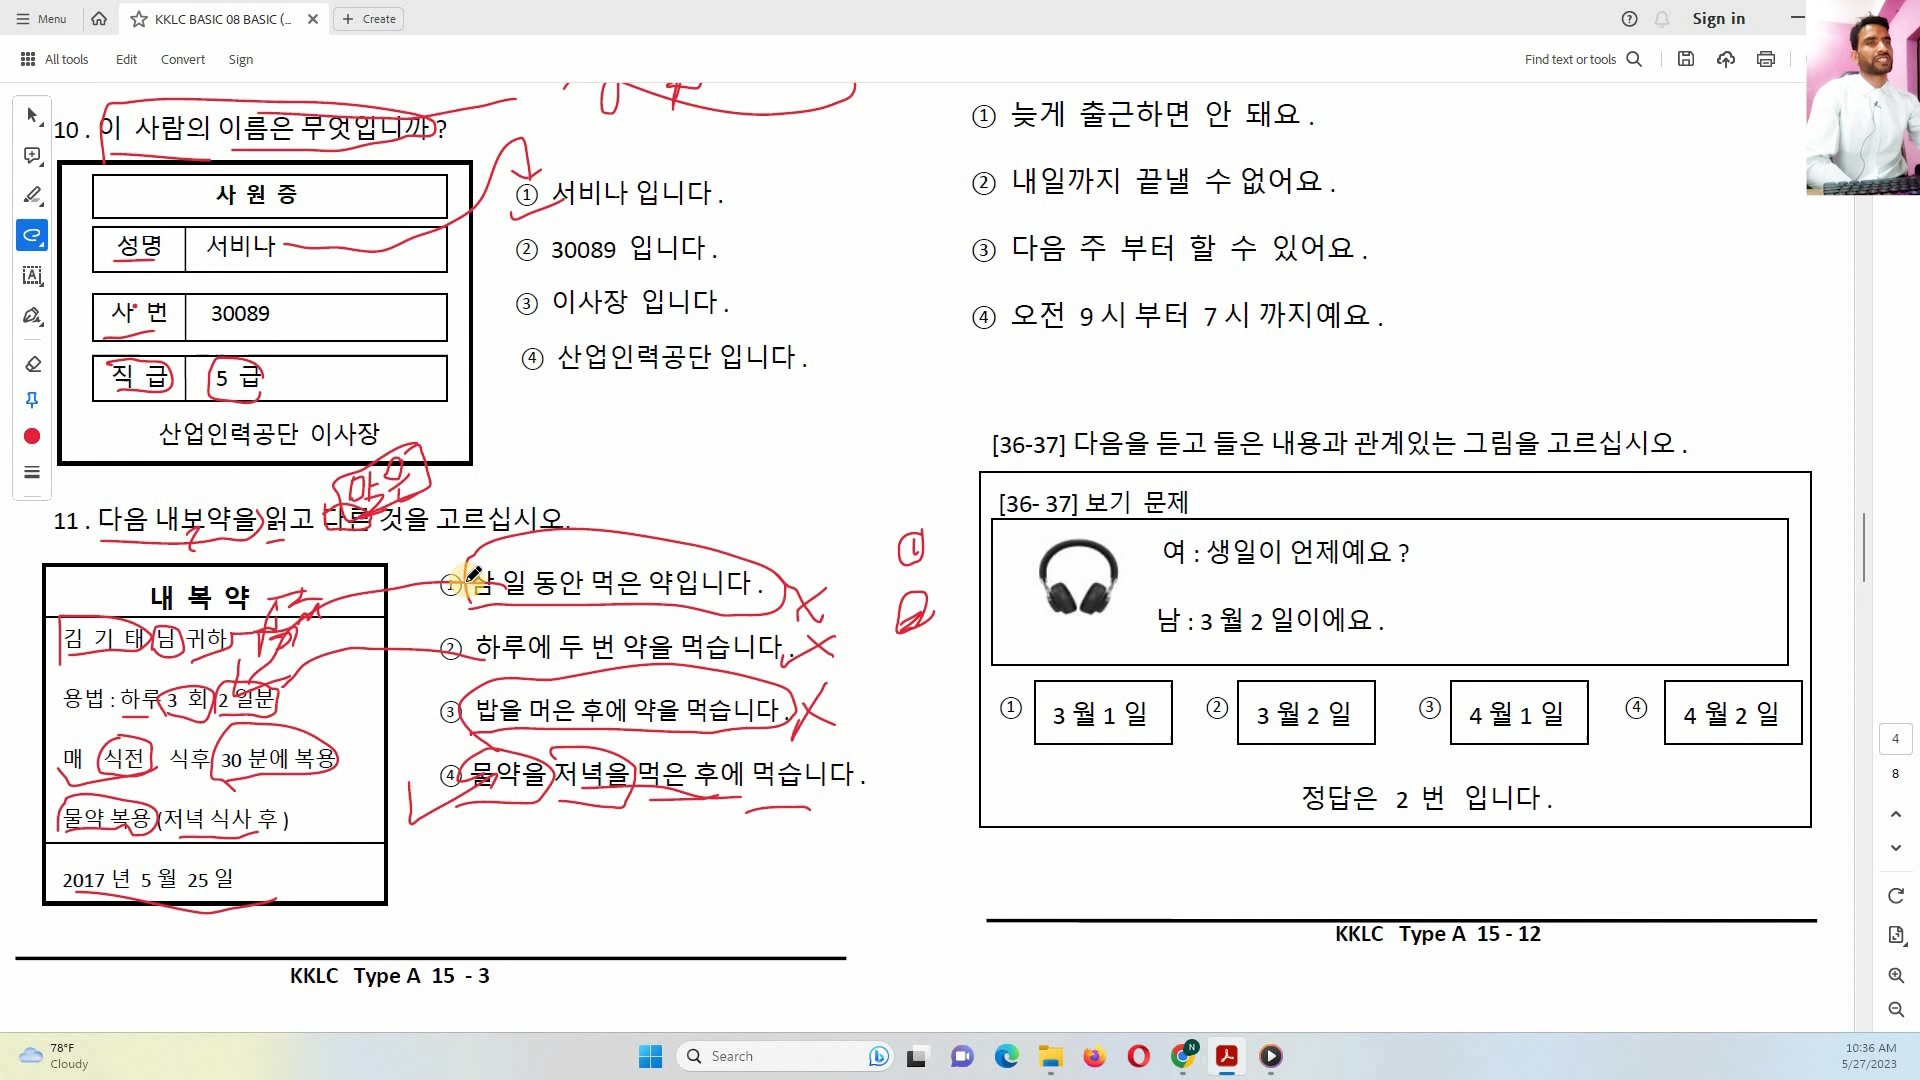 Menu
KKLC BASIC 08 BASIC (...
Create
Sign in
All tools
Edit
Convert
Sign
Find text or tools
10 . 이 사람의 이름은 무엇입니까 ?
사 원 증
성명 서비나
사 번 30089
직 급 5 급
산업인력공단 이사장
① 서비나 입니다 .
② 30089 입니다 .
③ 이사장 입니다 .
④ 산업인력공단 입니다 .
맞은
11 . 다음 내보약을 읽고 다른 것을 고르십시오.
내 복 약
김 기 태 님 귀하
용법 : 하루 3 회 2 일분
매 식전 식후 30 분에 복용
물약 복용 (저녁 식사 후 )
2017 년 5 월 25 일
① 삼 일 동안 먹은 약입니다 .
② 하루에 두 번 약을 먹습니다 .
③ 밥을 머은 후에 약을 먹습니다 .
④ 물약을 저녁을 먹은 후에 먹습니다 .
①
KKLC Type A 15 - 3
① 늦게 출근하면 안 돼요 .
② 내일까지 끝낼 수 없어요 .
③ 다음 주 부터 할 수 있어요 .
④ 오전 9 시 부터 7 시 까지예요 .
[36-37] 다음을 듣고 들은 내용과 관계있는 그림을 고르십시오 .
[36- 37] 보기 문제
여 : 생일이 언제예요 ?
남 : 3 월 2 일이에요 .
① 3 월 1 일 ② 3 월 2 일 ③ 4 월 1 일 ④ 4 월 2 일
정답은 2 번 입니다 .
KKLC Type A 15 - 12
4
8
78°F
Cloudy
Search
N
10:36 AM
5/27/2023